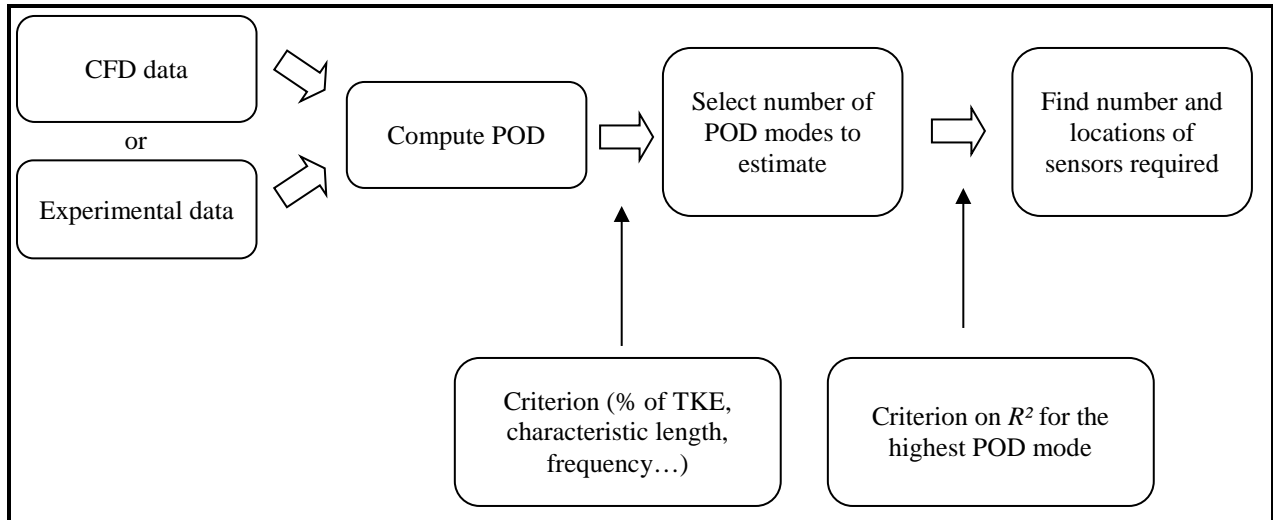 CFD data
or
Experimental data
Compute POD
Select number of
POD modes to
estimate
Find number and
locations of
sensors required
Criterion (% of TKE,
characteristic length,
frequency…)
Criterion on R² for the
highest POD mode